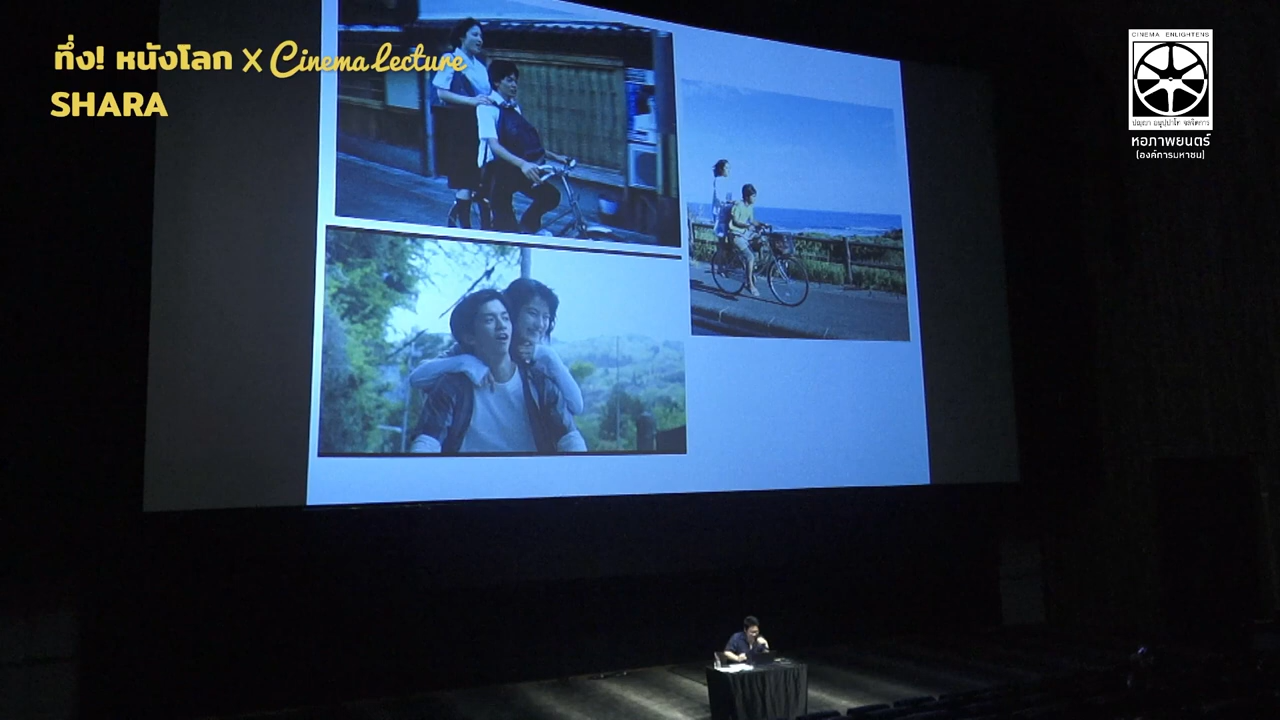 ทึ่ง! หนังโลก X Cinema Lecture
SHARA
CINEMA ENLIGHTENS
หอภาพยนตร์
(องค์การมหาชน)